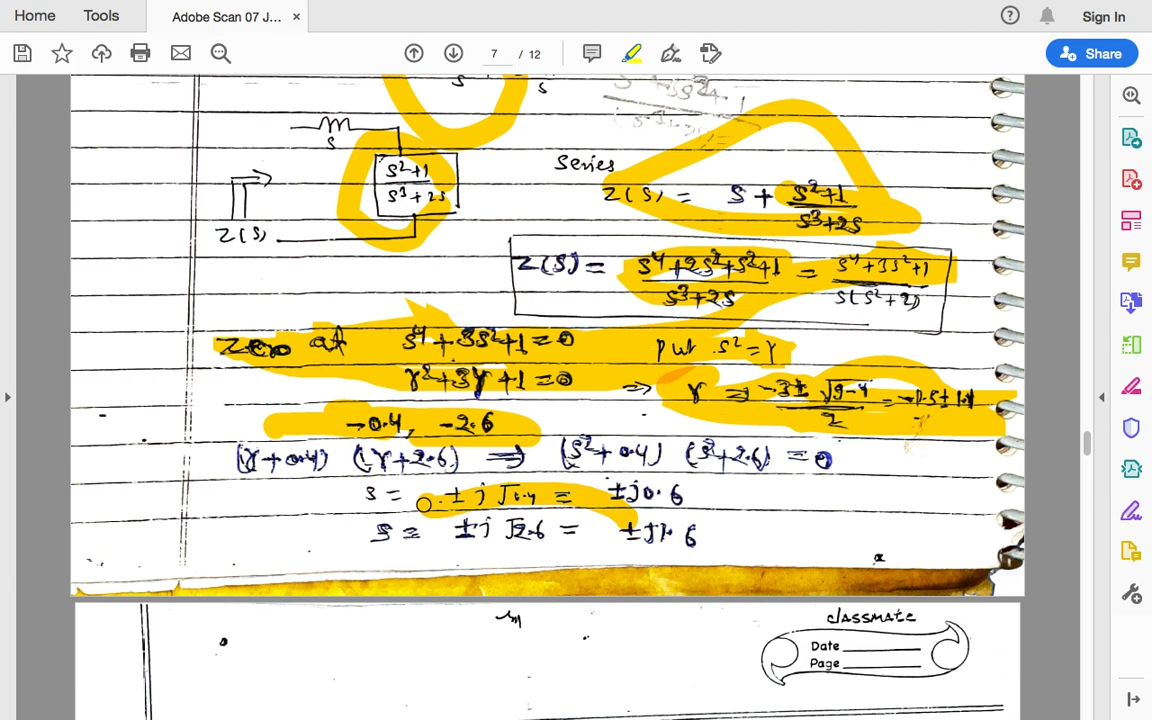 Home Tools Adobe Scan 07 J... × Sign In
7 / 12 Share
s s
s
s²+1
s³+2s
Z(S)
Series
Z(S) = S + s²+1
s³+2s
Z(S) = s⁴+2s²+s²+1 = s⁴+3s²+1
s³+2s s(s²+2)
Zero at s⁴+3s²+1=0 put s²=γ
γ²+3γ+1=0 ⇒ γ ⇒ -3±√9-4 = -1.5±1.1
2
-0.4, -2.6
(γ+0.4) (γ+2.6) ⇒ (s²+0.4) (s²+2.6) = 0
s = 0.±j√0.4 = ±j0.6
s = ±j√2.6 = ±j1.6
cLASSMATE
Date
Page